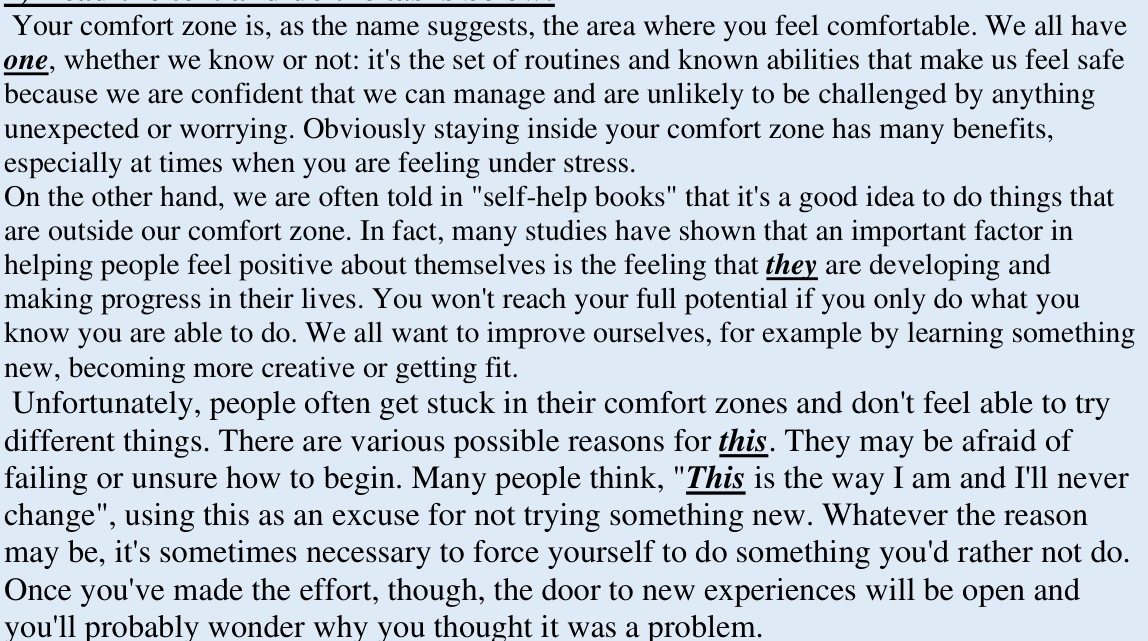 Your comfort zone is, as the name suggests, the area where you feel comfortable. We all have
one, whether we know or not: it's the set of routines and known abilities that make us feel safe
because we are confident that we can manage and are unlikely to be challenged by anything
unexpected or worrying. Obviously staying inside your comfort zone has many benefits,
especially at times when you are feeling under stress.
On the other hand, we are often told in "self-help books" that it's a good idea to do things that
are outside our comfort zone. In fact, many studies have shown that an important factor in
helping people feel positive about themselves is the feeling that they are developing and
making progress in their lives. You won't reach your full potential if you only do what you
know you are able to do. We all want to improve ourselves, for example by learning something
new, becoming more creative or getting fit.
Unfortunately, people often get stuck in their comfort zones and don't feel able to try
different things. There are various possible reasons for this. They may be afraid of
failing or unsure how to begin. Many people think, "This is the way I am and I'll never
change", using this as an excuse for not trying something new. Whatever the reason
may be, it's sometimes necessary to force yourself to do something you'd rather not do.
Once you've made the effort, though, the door to new experiences will be open and
you'll probably wonder why you thought it was a problem.